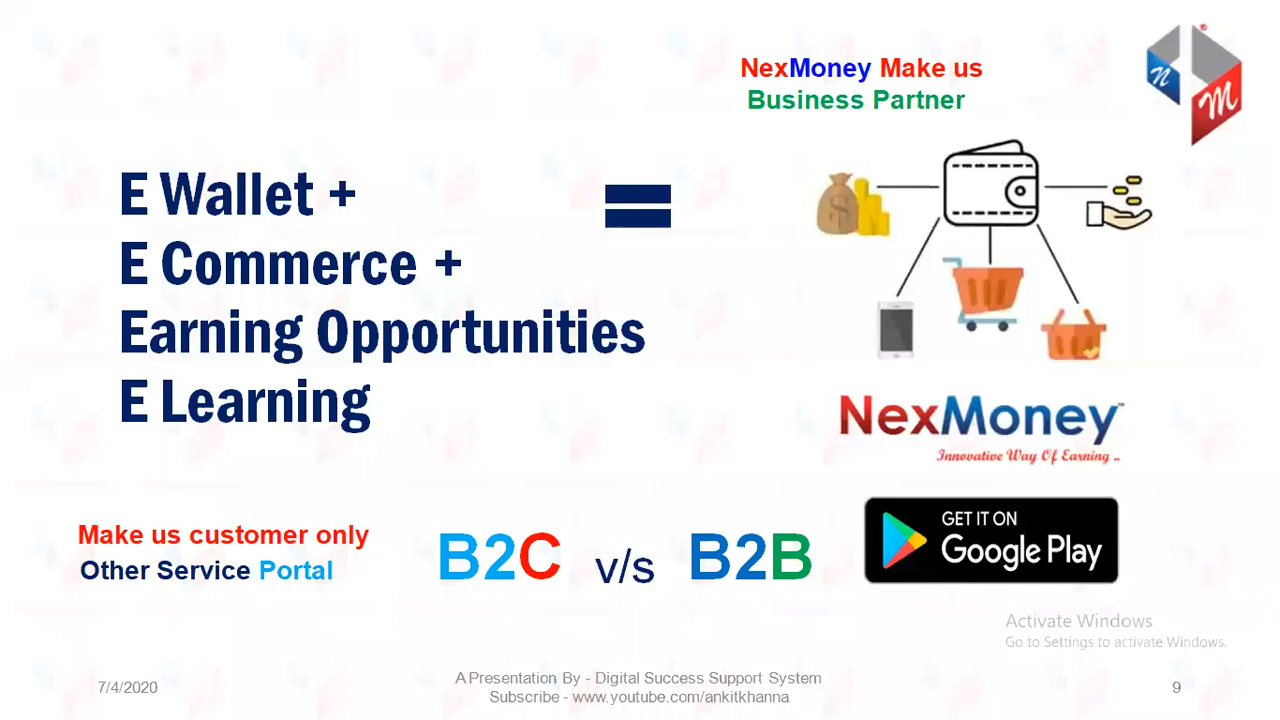 NexMoney Make us
Business Partner
n
m
E Wallet +
=
E Commerce +
Earning Opportunities
E Learning
NexMoney™
Innovative Way Of Earning ..
Make us customer only
Other Service Portal
B2C v/s B2B
GET IT ON
Google Play
Activate Windows
Go to Settings to activate Windows.
7/4/2020
A Presentation By - Digital Success Support System
Subscribe - www.youtube.com/ankitkhanna
9